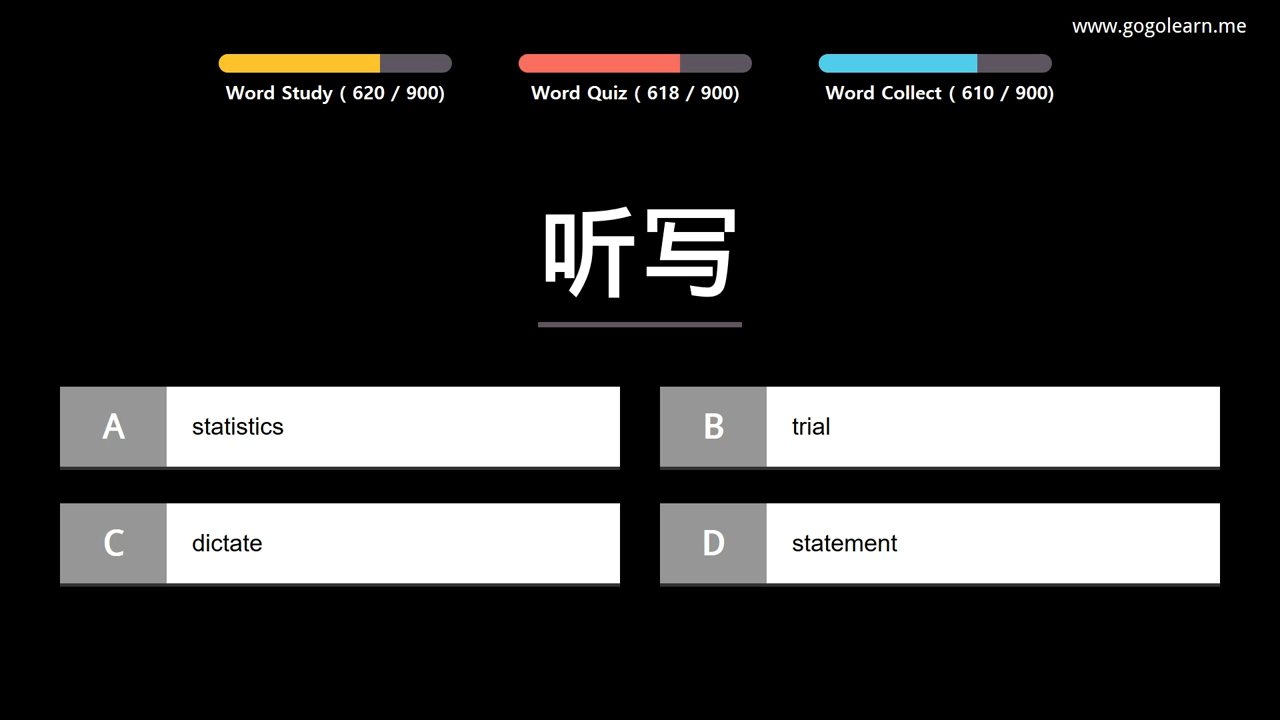 www.gogolearn.me
Word Study ( 620 / 900)
Word Quiz ( 618 / 900)
Word Collect ( 610 / 900)
听写
A statistics
B trial
C dictate
D statement